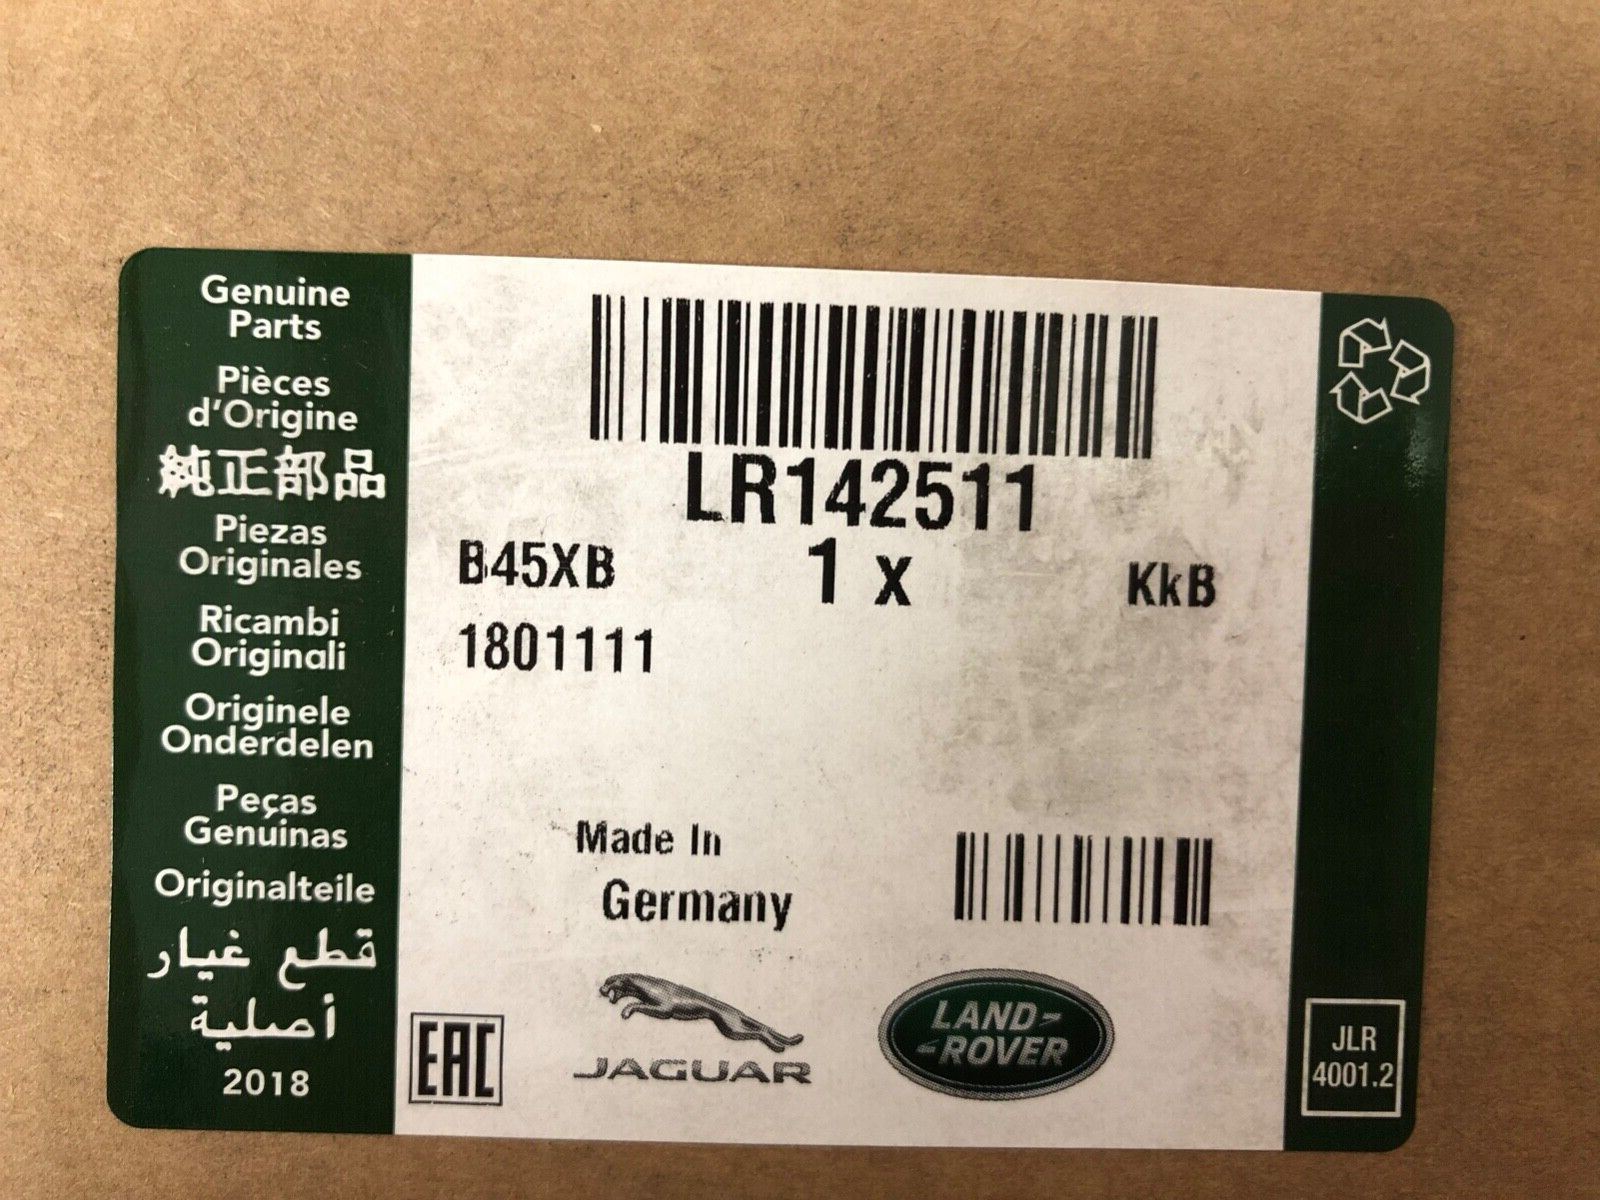 Genuine
Parts
Pièces
d'Origine
純正部品
Piezas
Originales
Ricambi
Originali
Originele
Onderdelen
Peças
Genuinas
Originalteile
قطع غيار
أصلية
2018
LR142511
B45XB 1 x KkB
1801111
Made In
Germany
EAC
JAGUAR
LAND-
-ROVER
JLR
4001.2